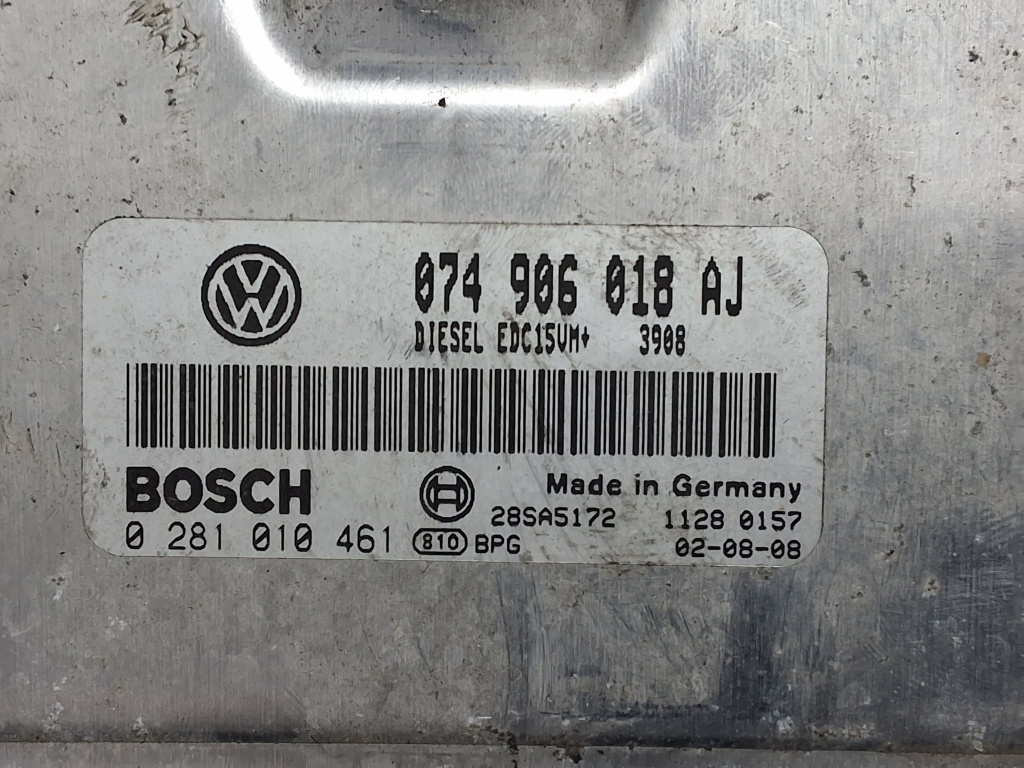 074 906 018 AJ
DIESEL EDC15VM+ 3908
BOSCH
Made in Germany
28SA5172 1128 0157
0 281 010 461 810 BPG 02-08-08